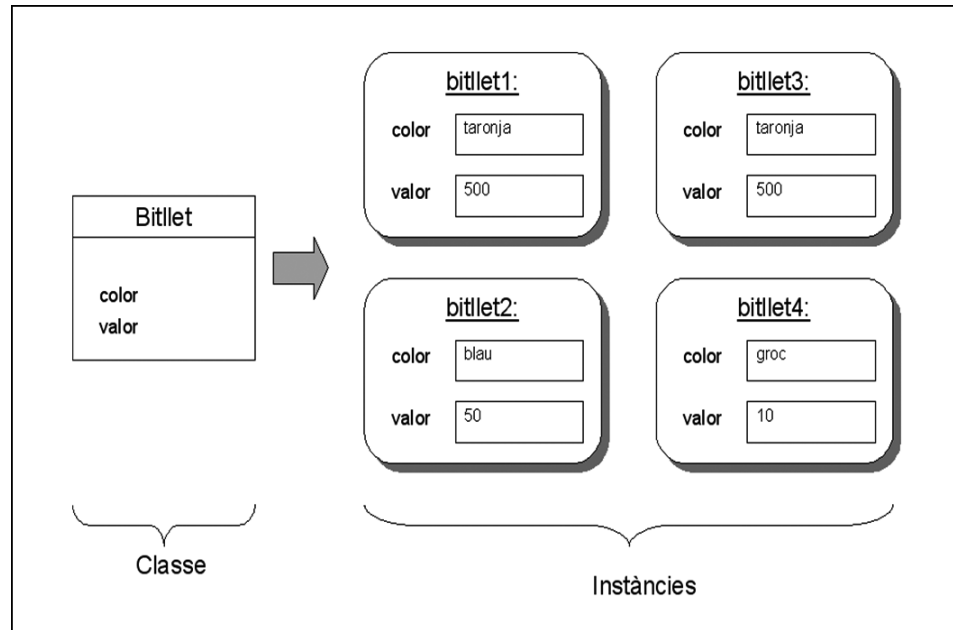 Bitllet
color
valor
bitllet1:
color taronja
valor 500
bitllet3:
color taronja
valor 500
bitllet2:
color blau
valor 50
bitllet4:
color groc
valor 10
Classe
Instàncies